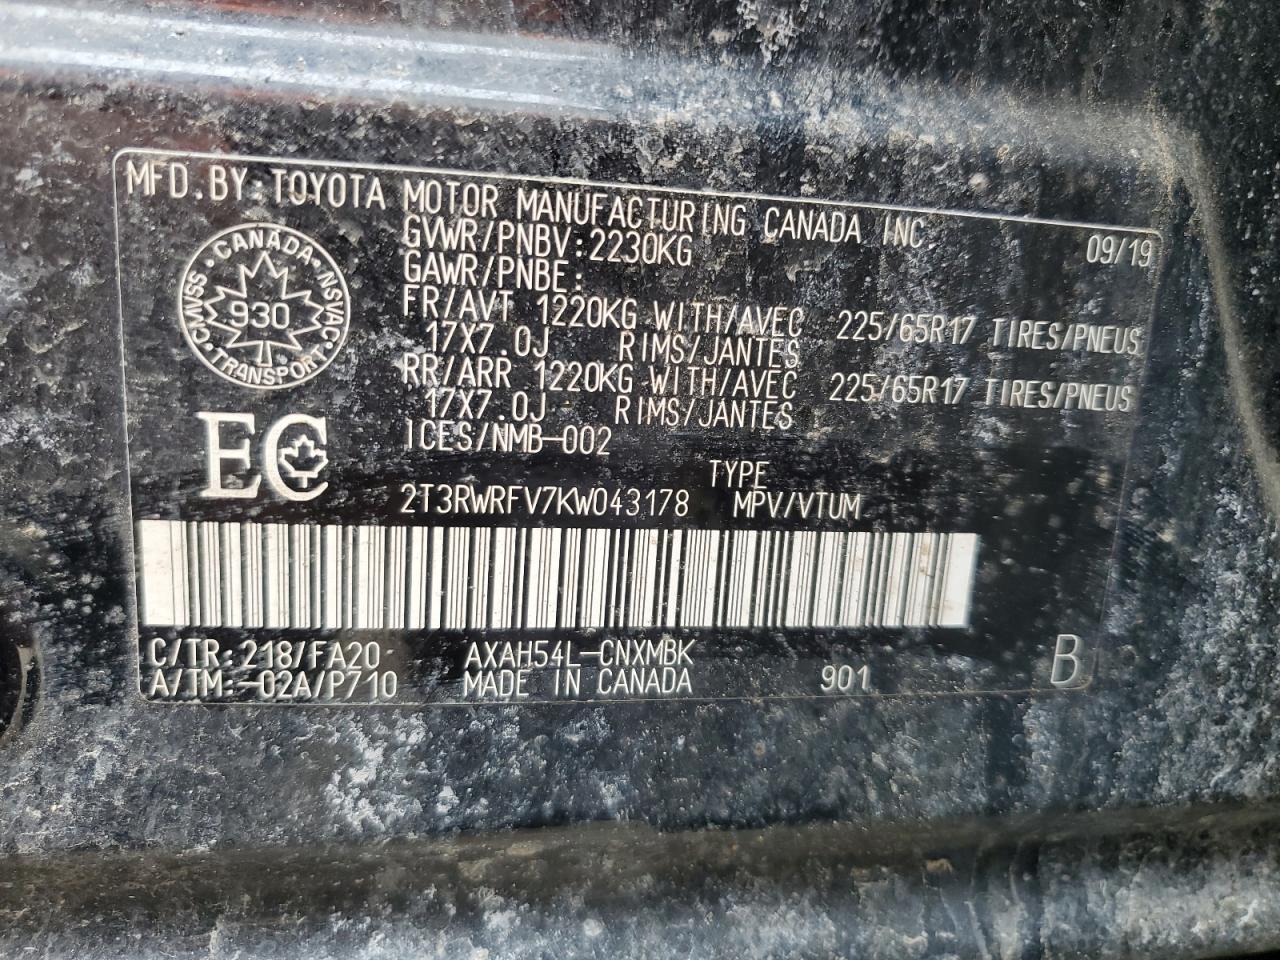 MFD.BY:TOYOTA MOTOR MANUFACTURING CANADA INC.
09/19
GVWR/PNBV:2230KG
GAWR/PNBE:
FR/AVT 1220KG WITH/AVEC 225/65R17 TIRES/PNEUS
17X7.0J RIMS/JANTES
RR/ARR 1220KG WITH/AVEC 225/65R17 TIRES/PNEUS
17X7.0J RIMS/JANTES
ICES/NMB-002
CANADA
CMVSS NSVAC
930
TRANSPORT
EC
TYPE
2T3RWRFV7KW043178 MPV/VTUM
C/TR:218/FA20 AXAH54L-CNXMBK
A/TM:-02A/P710 MADE IN CANADA 901 B